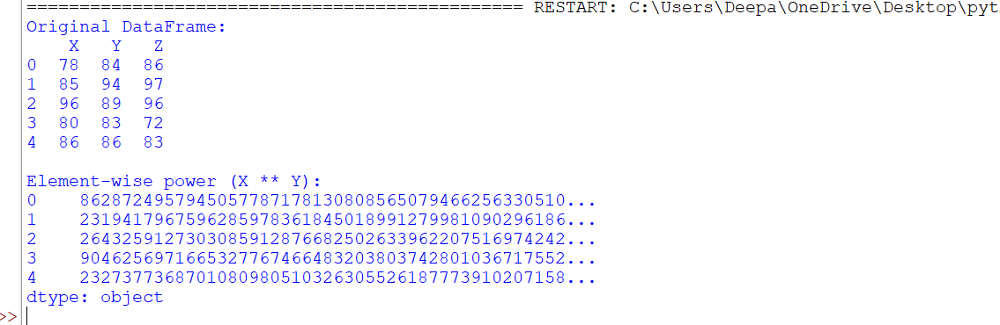 ================================================ RESTART: C:\Users\Deepa\OneDrive\Desktop\pyt
Original DataFrame:
    X   Y   Z
0  78  84  86
1  85  94  97
2  96  89  96
3  80  83  72
4  86  86  83
Element-wise power (X ** Y):
0    8628724957945057787178130808565079466256330510...
1    2319417967596285978361845018991279981090296186...
2    2643259127303085912876682502633962207516974242...
3    9046256971665327767466483203803742801036717552...
4    2327377368701080980510326305526187773910207158...
dtype: object
>>